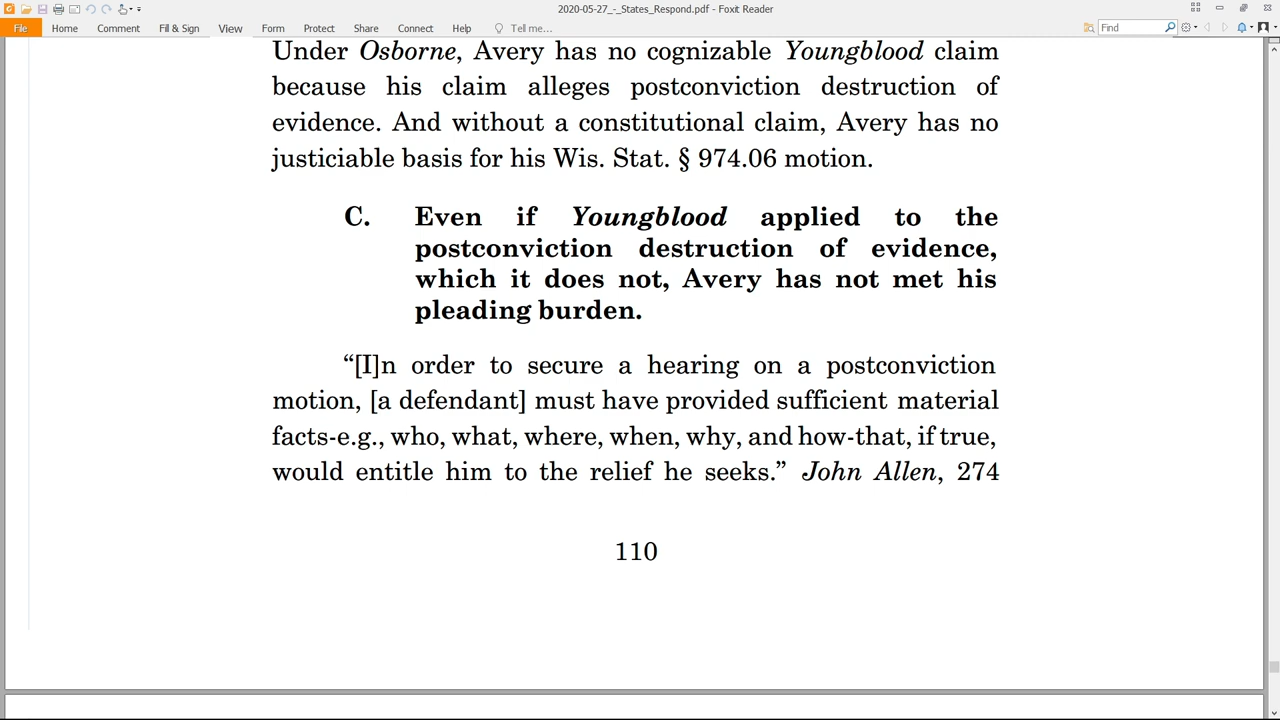 2020-05-27_-_States_Respond.pdf - Foxit Reader
File Home Comment Fill & Sign View Form Protect Share Connect Help Tell me... Find
Under Osborne, Avery has no cognizable Youngblood claim
because his claim alleges postconviction destruction of
evidence. And without a constitutional claim, Avery has no
justiciable basis for his Wis. Stat. § 974.06 motion.
C. Even if Youngblood applied to the
postconviction destruction of evidence,
which it does not, Avery has not met his
pleading burden.
“[I]n order to secure a hearing on a postconviction
motion, [a defendant] must have provided sufficient material
facts-e.g., who, what, where, when, why, and how-that, if true,
would entitle him to the relief he seeks.” John Allen, 274
110